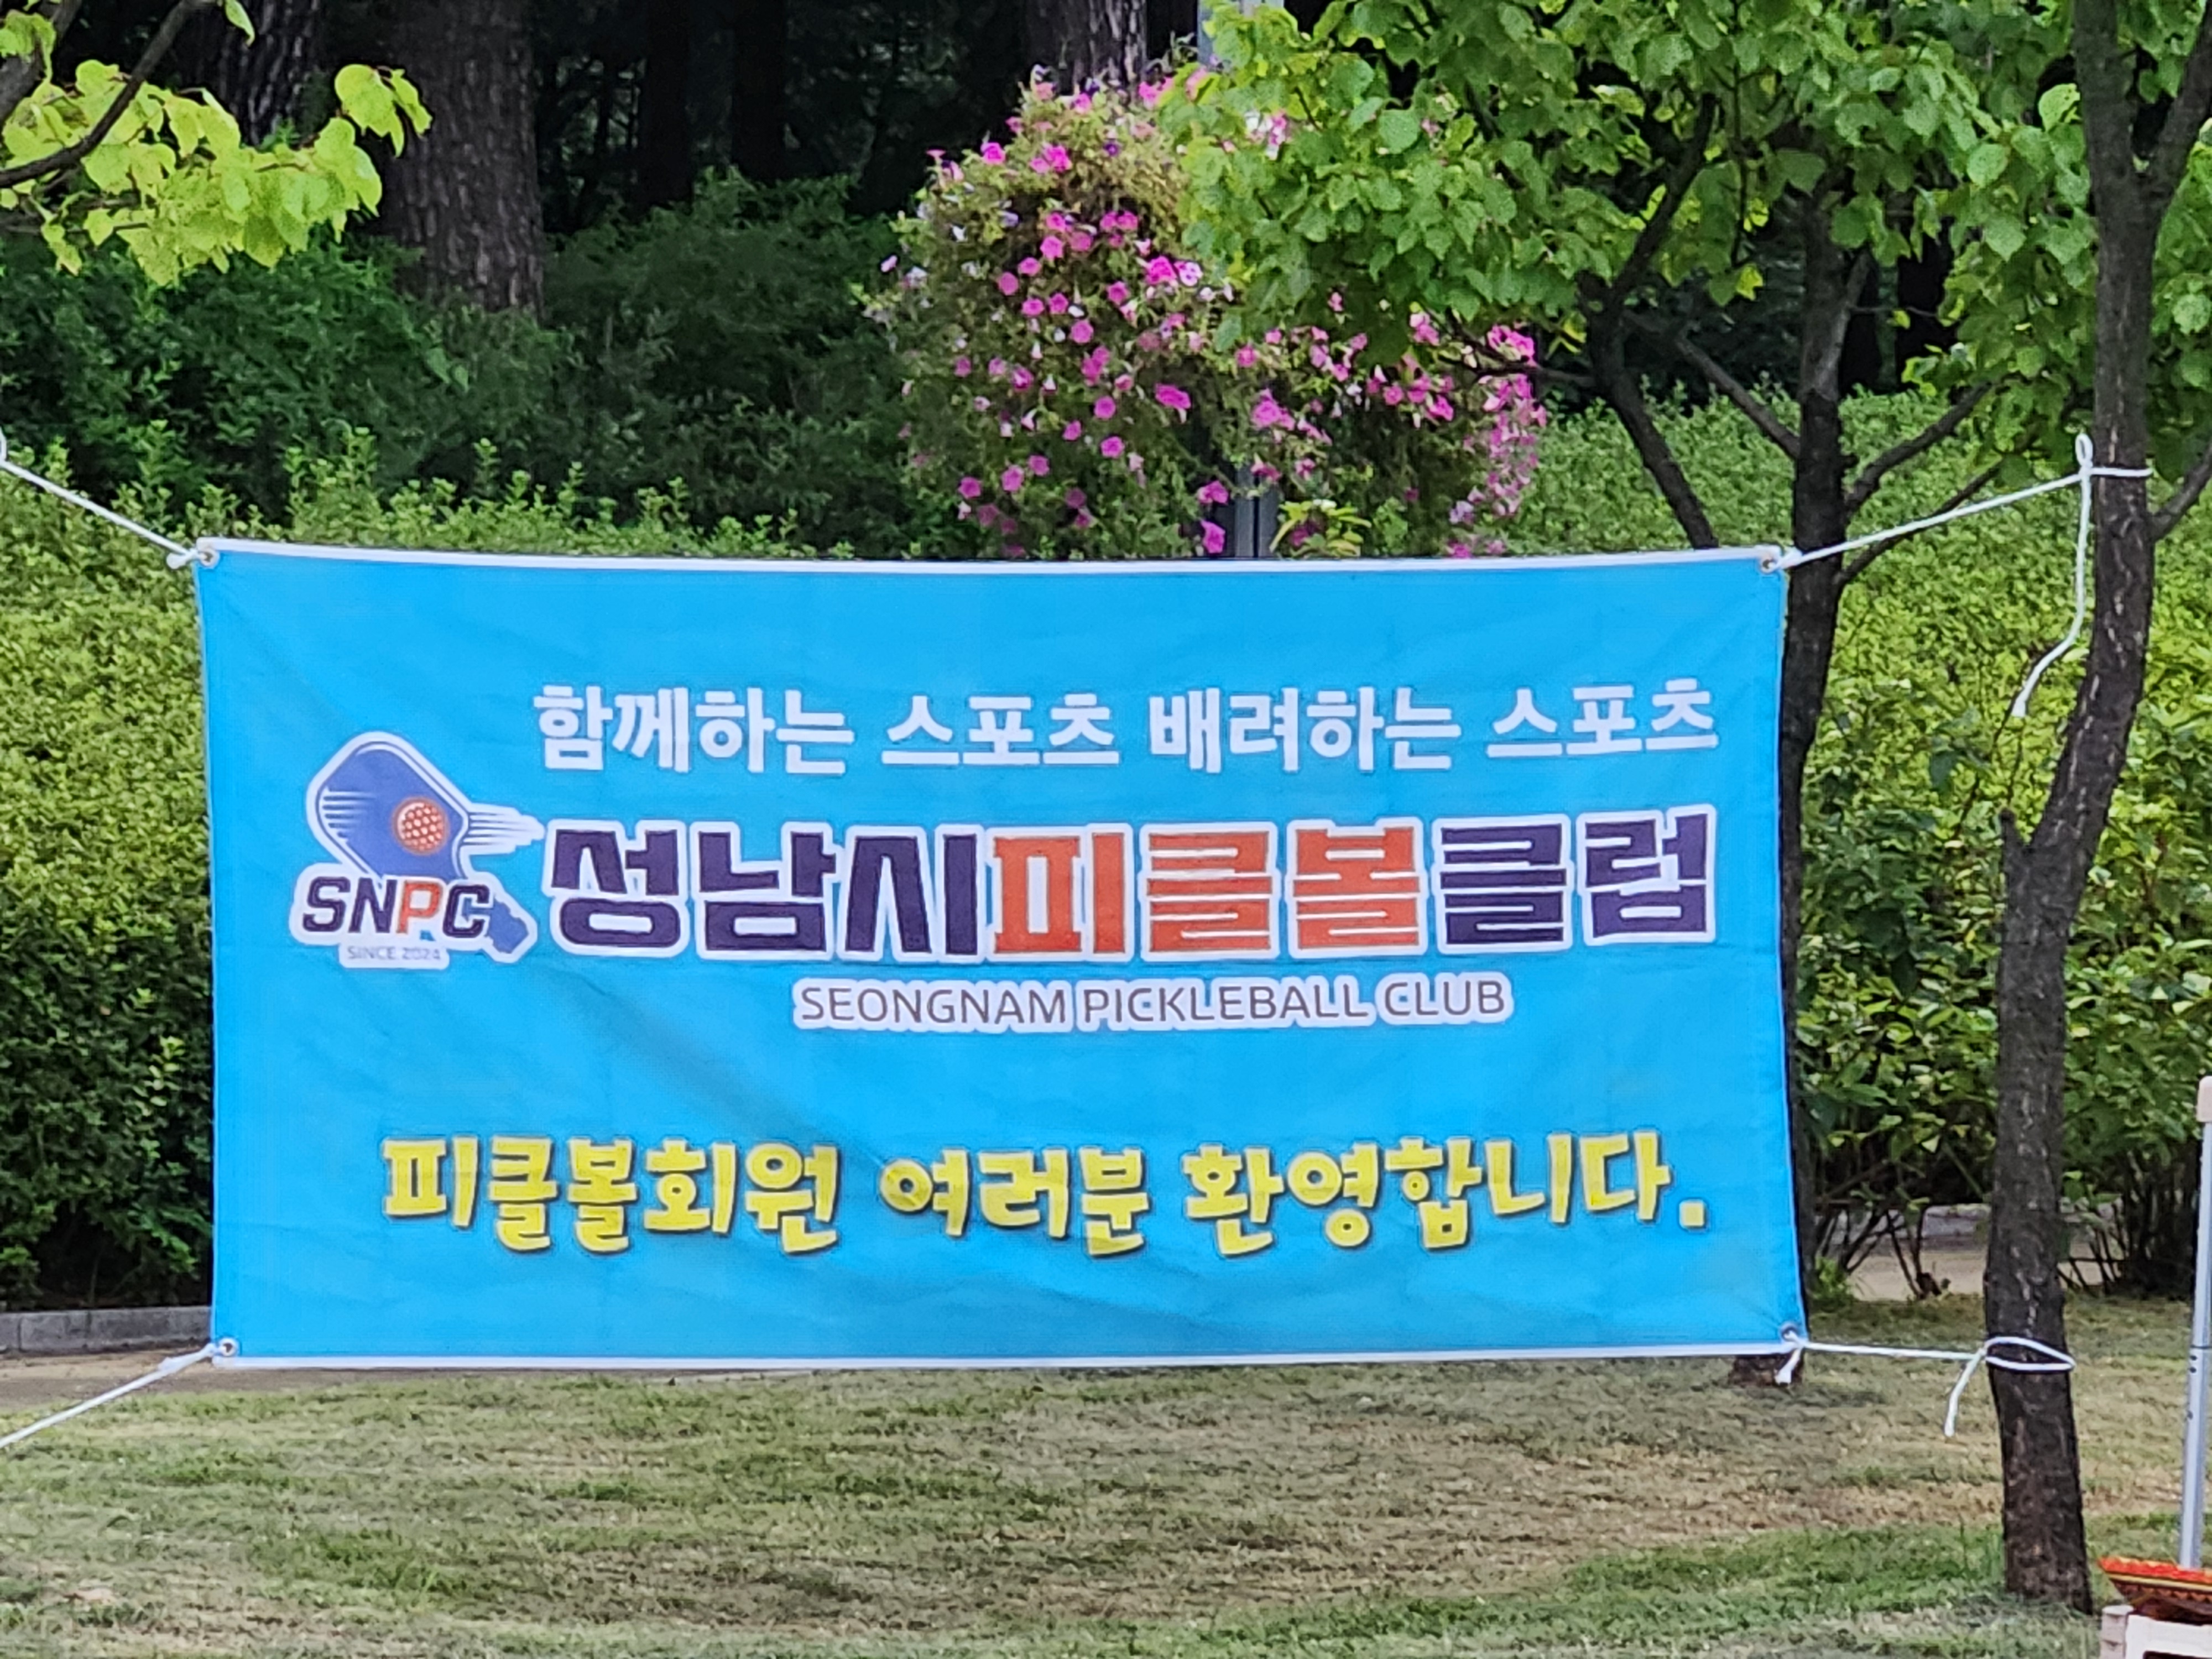 함께하는 스포츠 배려하는 스포츠
SNPC
SINCE 2024
성남시피클볼클럽
SEONGNAM PICKLEBALL CLUB
피클볼회원 여러분 환영합니다.